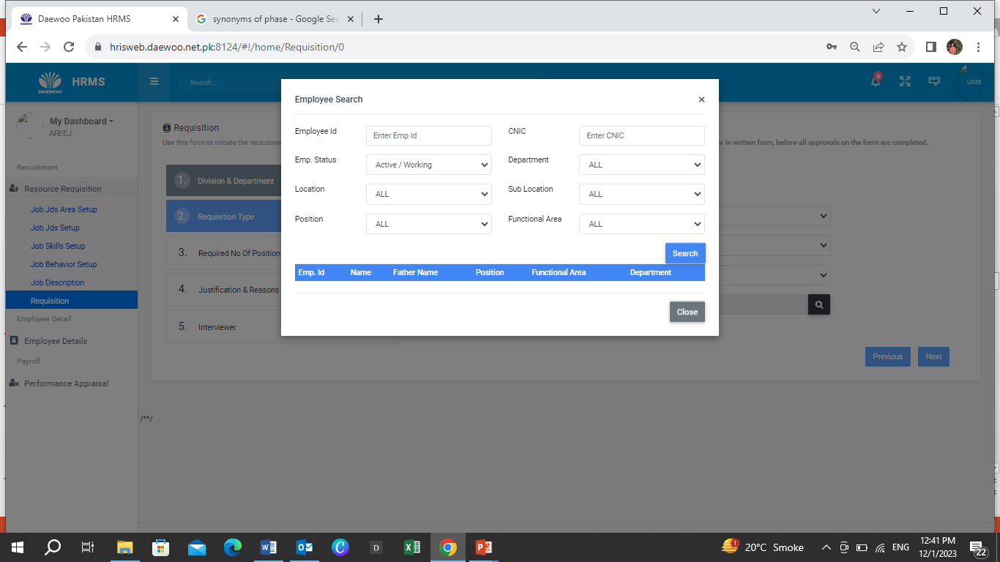 Daewoo Pakistan HRMS
synonyms of phase - Google Sea
hrisweb.daewoo.net.pk:8124/#!/home/Requisition/0
DAEWOO
HRMS
Search...
0
user
My Dashboard
AREEJ
Recruitment
Resource Requisition
Job Jds Area Setup
Job Jds Setup
Job Skills Setup
Job Behavior Setup
Job Description
Requisition
Employee Detail
Employee Details
Payroll
Performance Appraisal
Requisition
Use this form to initiate the recruitmen
r in written form, before all approvals on the form are completed..
1. Division & Department
2. Requisition Type
3. Required No Of Position
4. Justification & Reasons
5. Interviewer
Employee Search
×
Employee Id Enter Emp Id CNIC Enter CNIC
Emp. Status Active / Working Department ALL
Location ALL Sub Location ALL
Position ALL Functional Area ALL
Search
Emp. Id Name Father Name Position Functional Area Department
Close
Previous Next
/**/
D
20°C Smoke
1
ENG
12:41 PM
12/1/2023
22